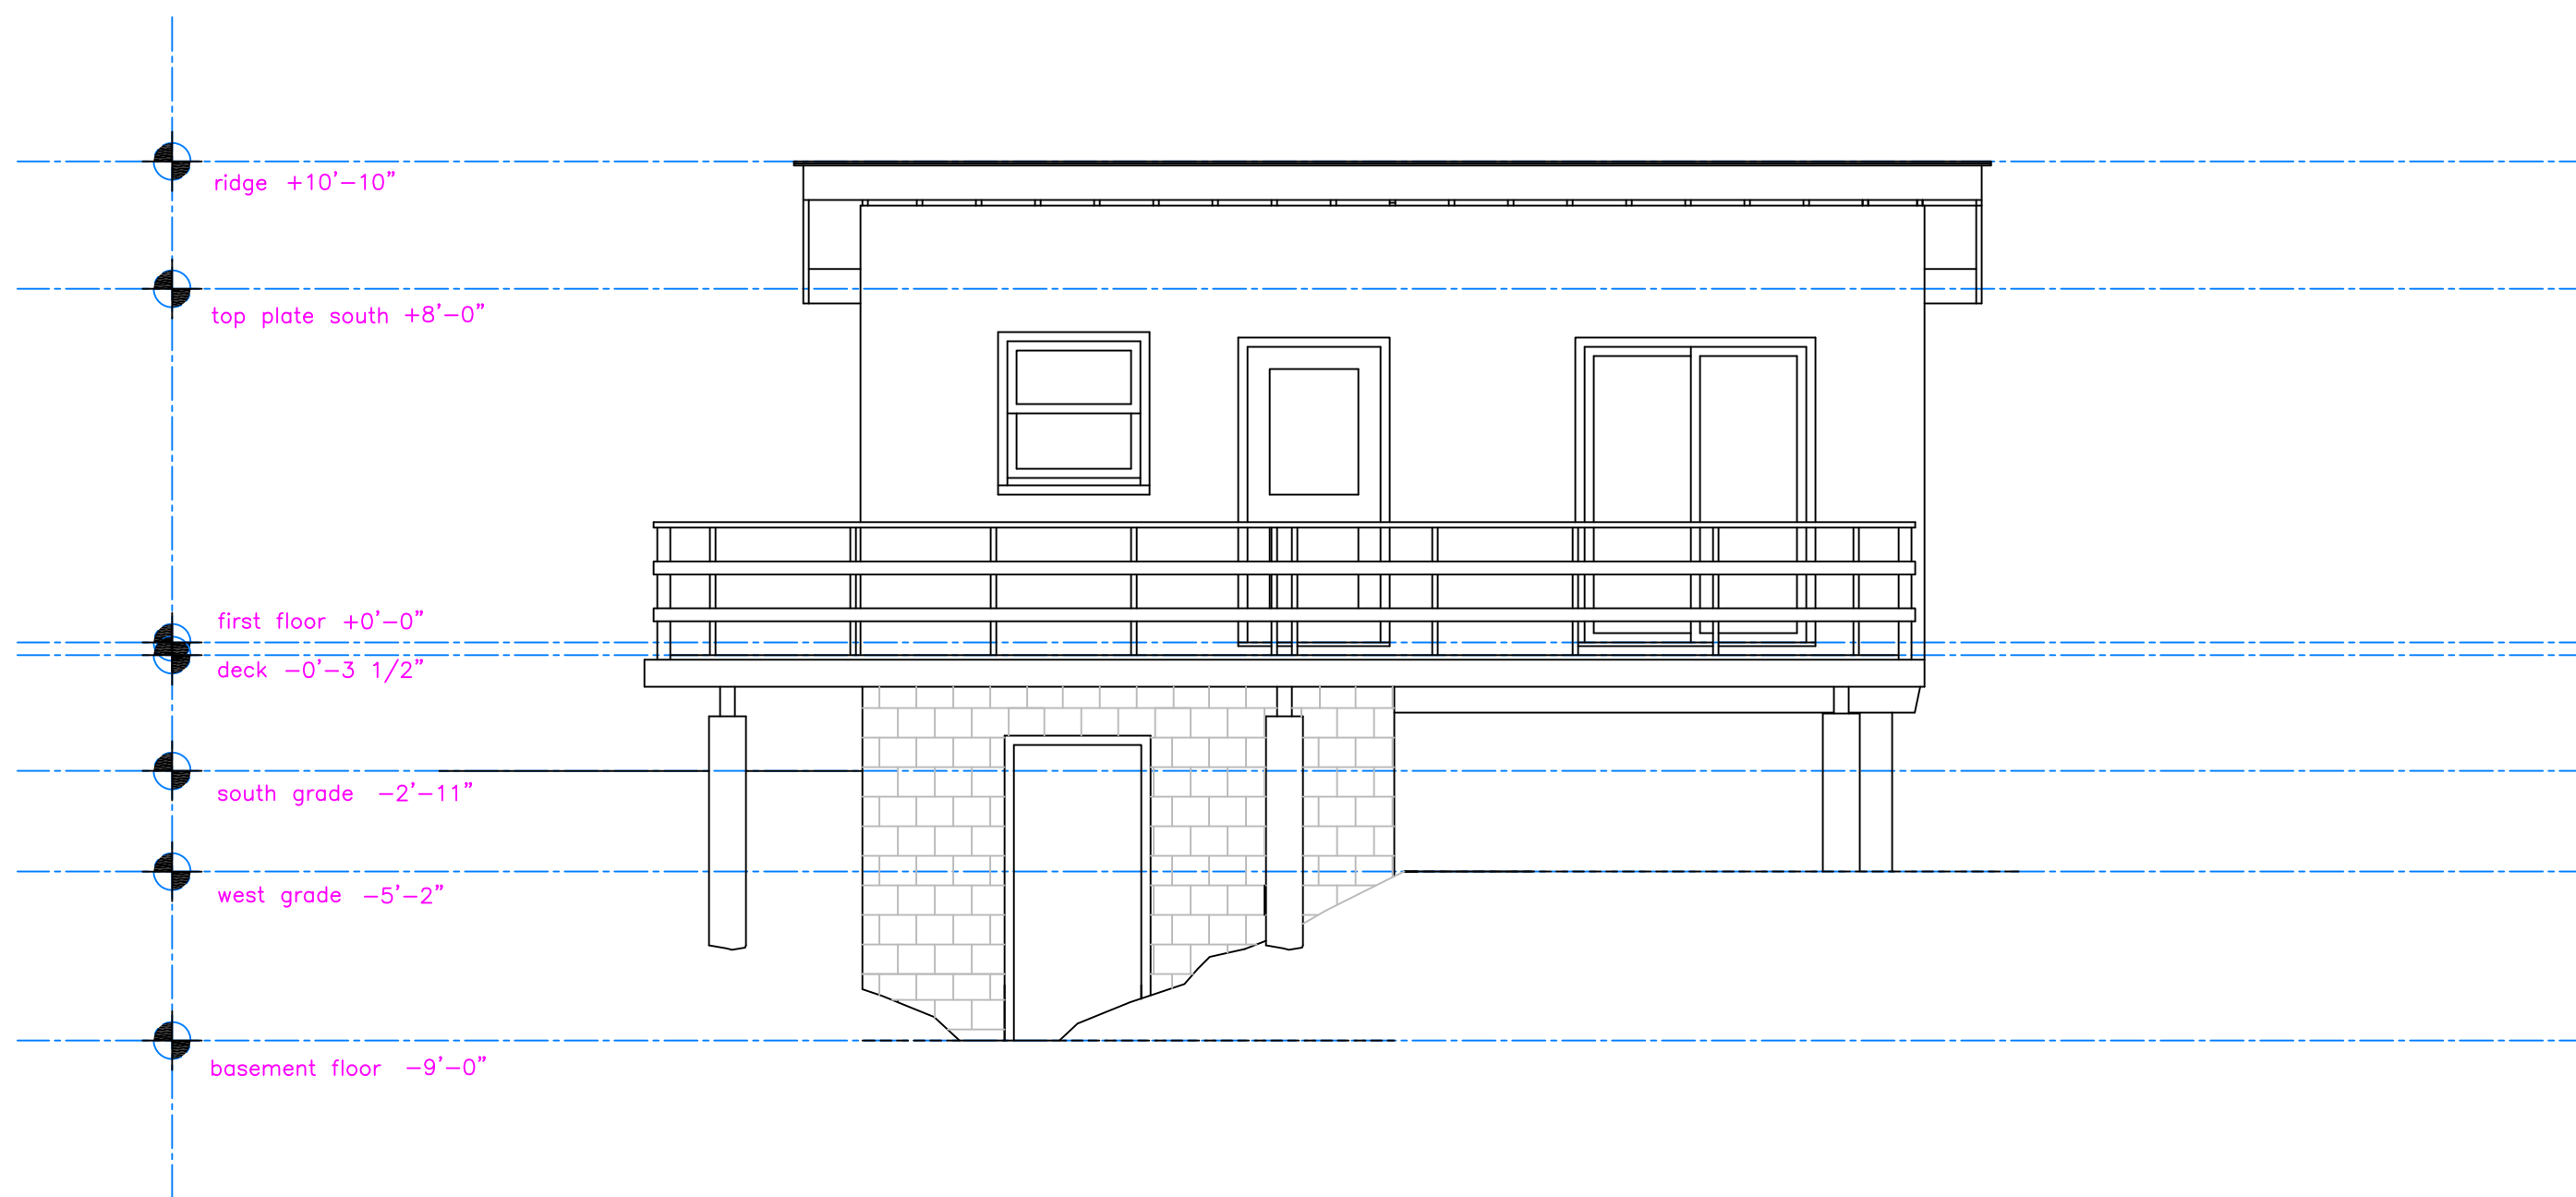 ridge +10'-10"
top plate south +8'-0"
first floor +0'-0"
deck -0'-3 1/2"
south grade -2'-11"
west grade -5'-2"
basement floor -9'-0"